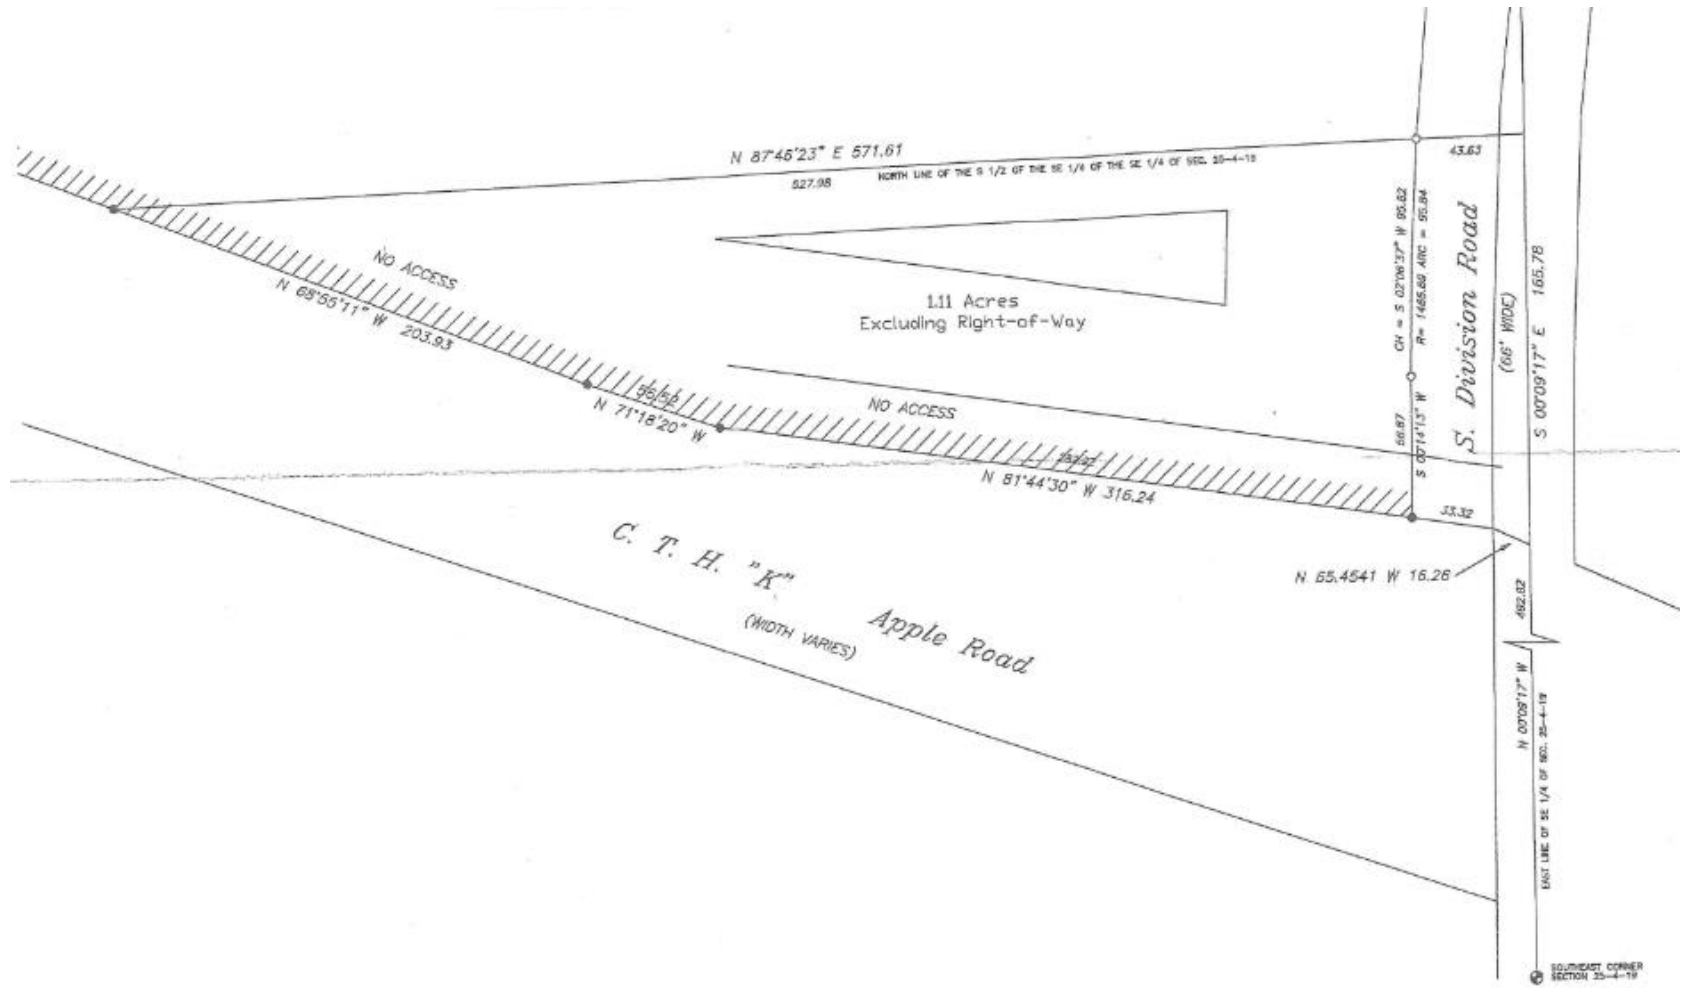 N 87°46'23" E 571.61
527.98
NORTH LINE OF THE S 1/2 OF THE SE 1/4 OF THE SE 1/4 OF SEC. 25-4-19
43.63
CH = S 02°06'37" W 95.82
ARC = 95.84
S. Division Road
(66' WIDE)
S 00°09'17" E 165.78
NO ACCESS
N 68°55'11" W 203.93
1.11 Acres
Excluding Right-of-Way
N 71°18'20" W
NO ACCESS
56.87
S 00°14'13" W
N 81°44'30" W 316.24
33.32
N 65.4541 W 16.26
C. T. H. "K" Apple Road
(WIDTH VARIES)
492.82
N 00°09'17" W
EAST LINE OF SE 1/4 OF SEC. 25-4-19
SOUTHEAST CORNER
SECTION 25-4-19